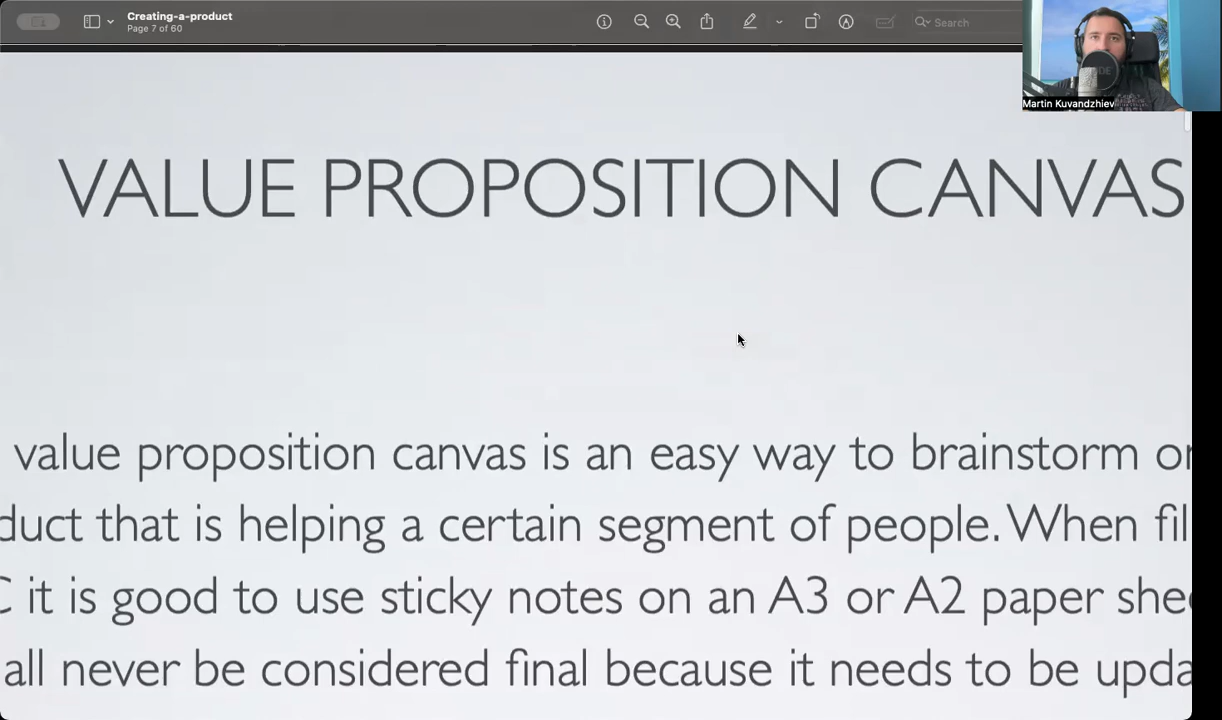 Creating-a-product
Page 7 of 60
Search
Martin Kuvandzhiev
VALUE PROPOSITION CANVAS
value proposition canvas is an easy way to brainstorm or
duct that is helping a certain segment of people. When fil
C it is good to use sticky notes on an A3 or A2 paper shee
all never be considered final because it needs to be upda